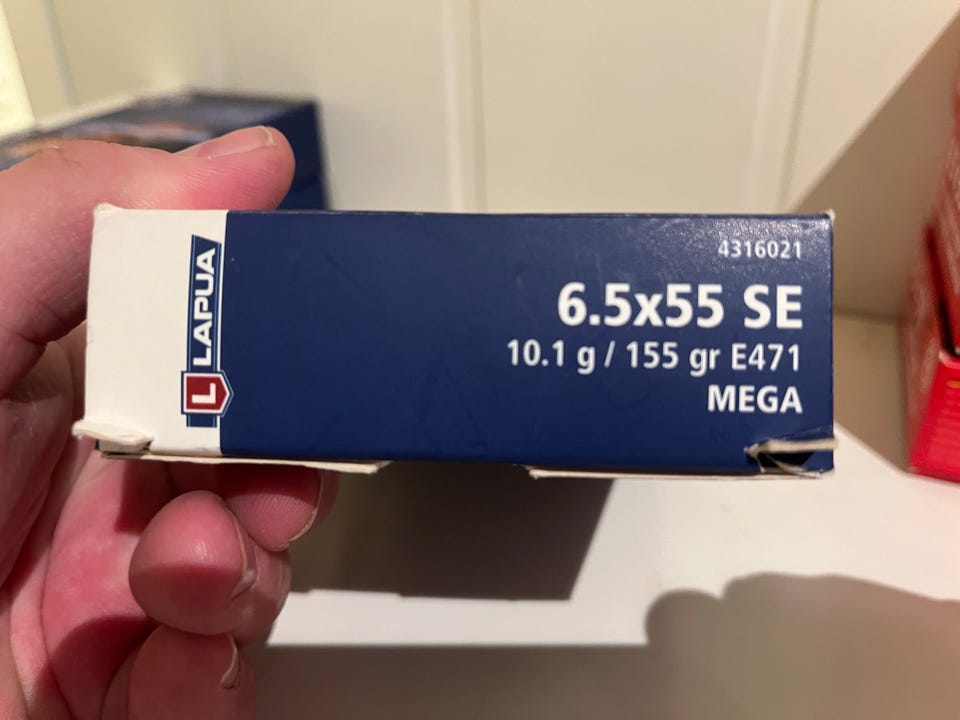 LAPUA
L
4316021
6.5x55 SE
10.1 g / 155 gr E471
MEGA